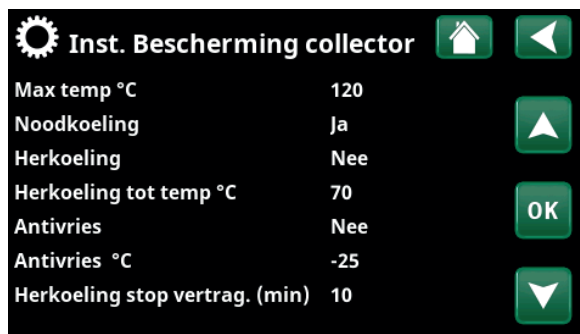 Inst. Bescherming collector
Max temp °C 120
Noodkoeling Ja
Herkoeling Nee
Herkoeling tot temp °C 70
Antivries Nee
Antivries °C -25
Herkoeling stop vertrag. (min) 10
OK